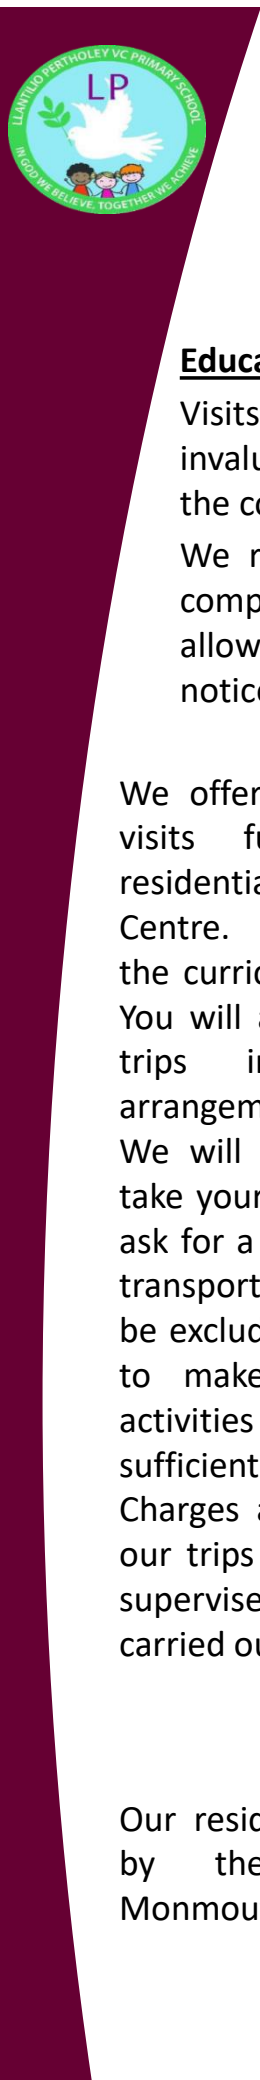 LLANTILIO PERTHOLEY VC PRIMARY SCHOOL
LP
IN GOD WE BELIEVE, TOGETHER WE ACHIEVE
Educa
Visits
invalu
the co
We r
comp
allow
notice
We offer
visits fu
residentia
Centre.
the curric
You will a
trips in
arrangem
We will
take your
ask for a
transport
be exclud
to make
activities
sufficient
Charges a
our trips
supervise
carried ou
Our resid
by the
Monmou